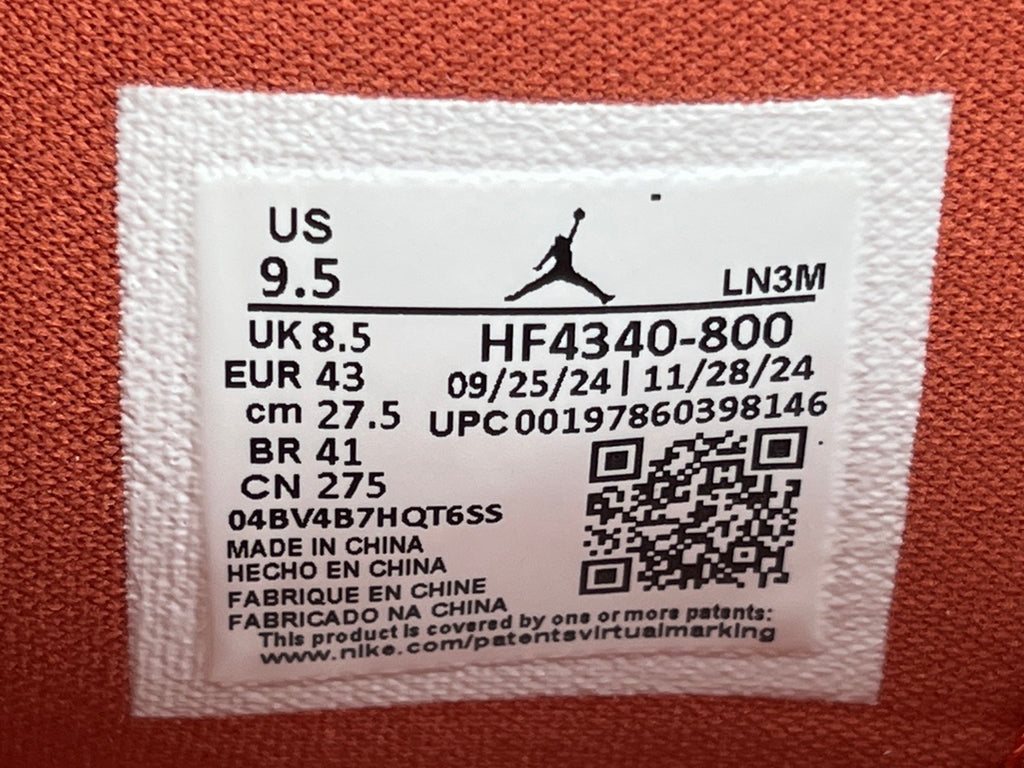 US
9.5
LN3M
UK 8.5
HF4340-800
EUR 43
09/25/24 | 11/28/24
cm 27.5
UPC 00197860398146
BR 41
CN 275
04BV4B7HQT6SS
MADE IN CHINA
HECHO EN CHINA
FABRIQUE EN CHINE
FABRICADO NA CHINA
This product is covered by one or more patents:
www.nike.com/patentsvirtualmarking